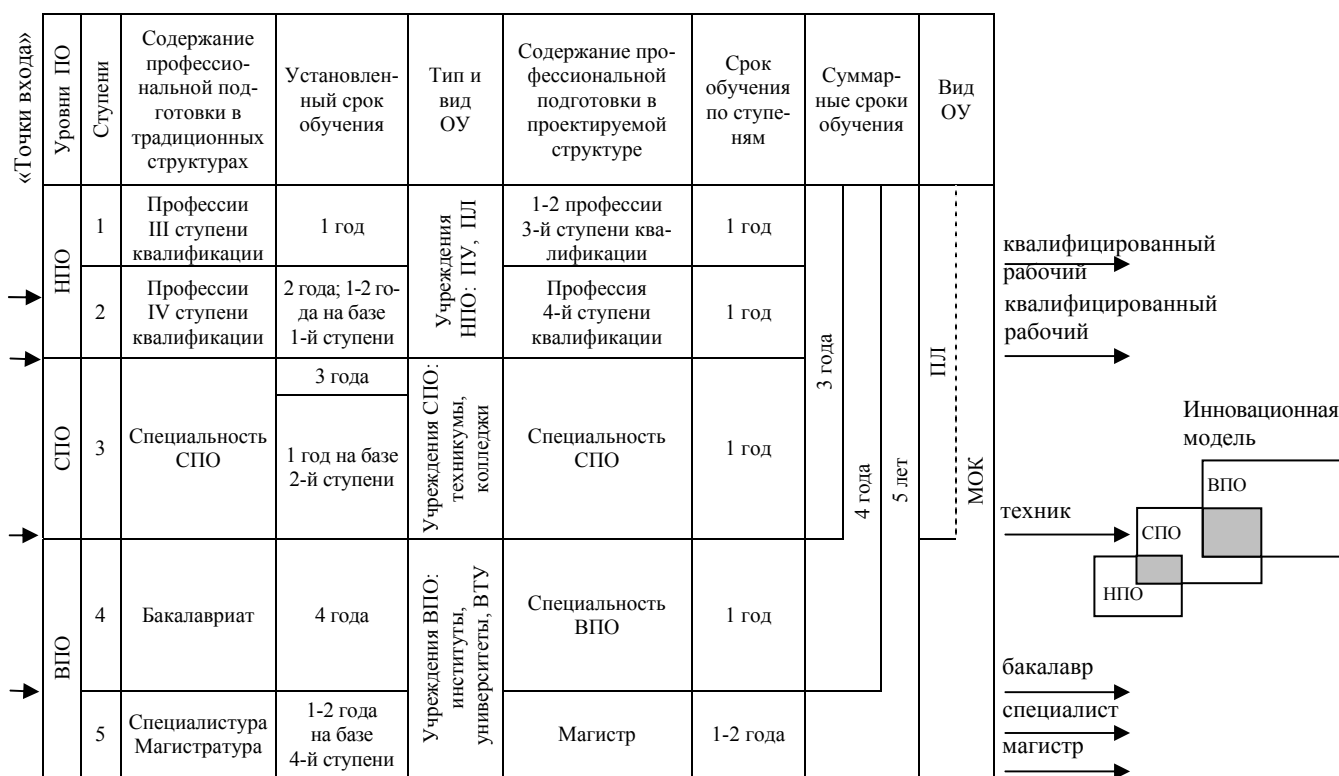 «Точки входа»
Уровни ПО
Ступени
Содержание
профессио-
нальной под-
готовки в
традиционных
структурах
Установлен-
ный срок
обучения
Тип и
вид
ОУ
Содержание про-
фессиональной
подготовки в
проектируемой
структуре
Срок
обучения
по ступе-
ням
Суммар-
ные сроки
обучения
Вид
ОУ
НПО
1
Профессии
III ступени
квалификации
1 год
Учреждения
НПО: ПУ, ПЛ
1-2 профессии
3-й ступени ква-
лификации
1 год
2
Профессии
IV ступени
квалификации
2 года; 1-2 го-
да на базе
1-й ступени
Профессия
4-й ступени
квалификации
1 год
СПО
3
Специальность
СПО
3 года
1 год на базе
2-й ступени
Учреждения СПО:
техникумы,
колледжи
Специальность
СПО
1 год
ВПО
4
Бакалавриат
4 года
Учреждения ВПО:
институты,
университеты, ВТУ
Специальность
ВПО
1 год
5
Специалистура
Магистратура
1-2 года
на базе
4-й ступени
Магистр
1-2 года
3 года
4 года
5 лет
ПЛ
МОК
квалифицированный
рабочий
квалифицированный
рабочий
техник
бакалавр
специалист
магистр
Инновационная
модель
ВПО
СПО
НПО